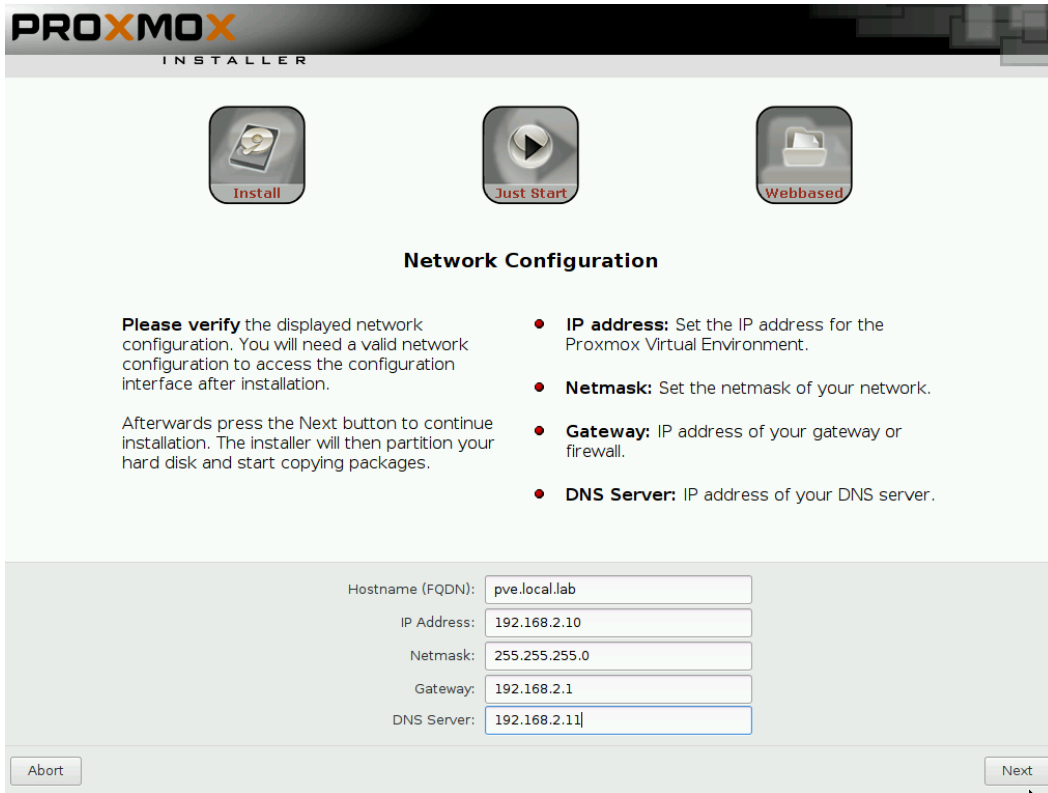 PROXMOX
INSTALLER
Install
Just Start
Webbased
Network Configuration
Please verify the displayed network
configuration. You will need a valid network
configuration to access the configuration
interface after installation.
Afterwards press the Next button to continue
installation. The installer will then partition your
hard disk and start copying packages.
IP address: Set the IP address for the
Proxmox Virtual Environment.
Netmask: Set the netmask of your network.
Gateway: IP address of your gateway or
firewall.
DNS Server: IP address of your DNS server.
Hostname (FQDN): pve.local.lab
IP Address: 192.168.2.10
Netmask: 255.255.255.0
Gateway: 192.168.2.1
DNS Server: 192.168.2.11
Abort Next